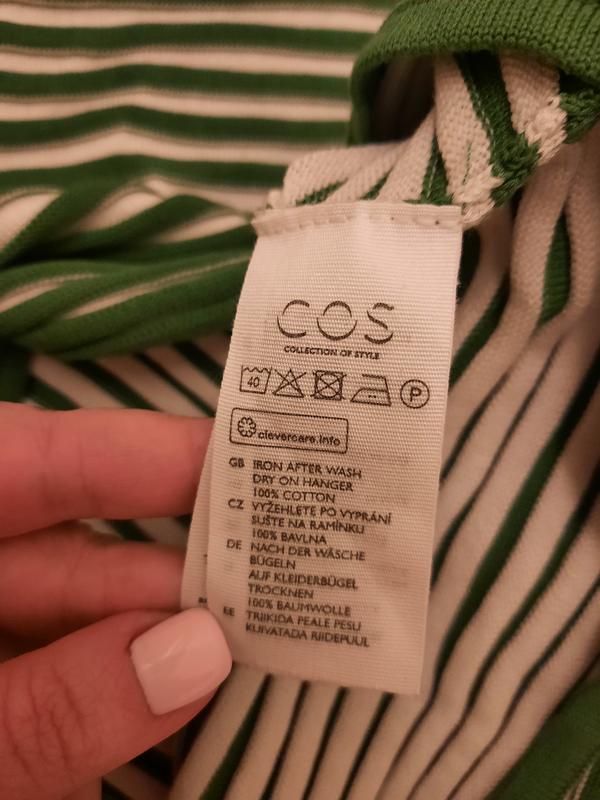 COS
COLLECTION OF STYLE
40 P
clevercare.info
GB IRON AFTER WASH
DRY ON HANGER
100% COTTON
CZ VYŽEHLETE PO VYPRÁNÍ
SUŠTE NA RAMÍNKU
100% BAVLNA
DE NACH DER WÄSCHE
BÜGELN
AUF KLEIDERBÜGEL
TROCKNEN
100% BAUMWOLLE
EE TRIIKIDA PEALE PESU
KUIVATADA RIIDEPUUL